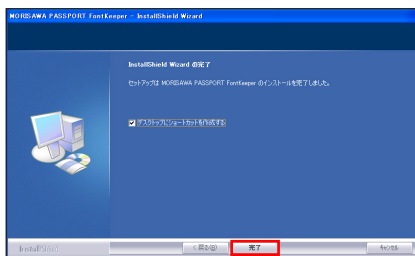 MORISAWA PASSPORT FontKeeper - InstallShield Wizard
InstallShield Wizard の完了
セットアップは MORISAWA PASSPORT FontKeeper のインストールを完了しました。
デスクトップにショートカットを作成する
InstallShield
< 戻る(B)
完了
キャンセル